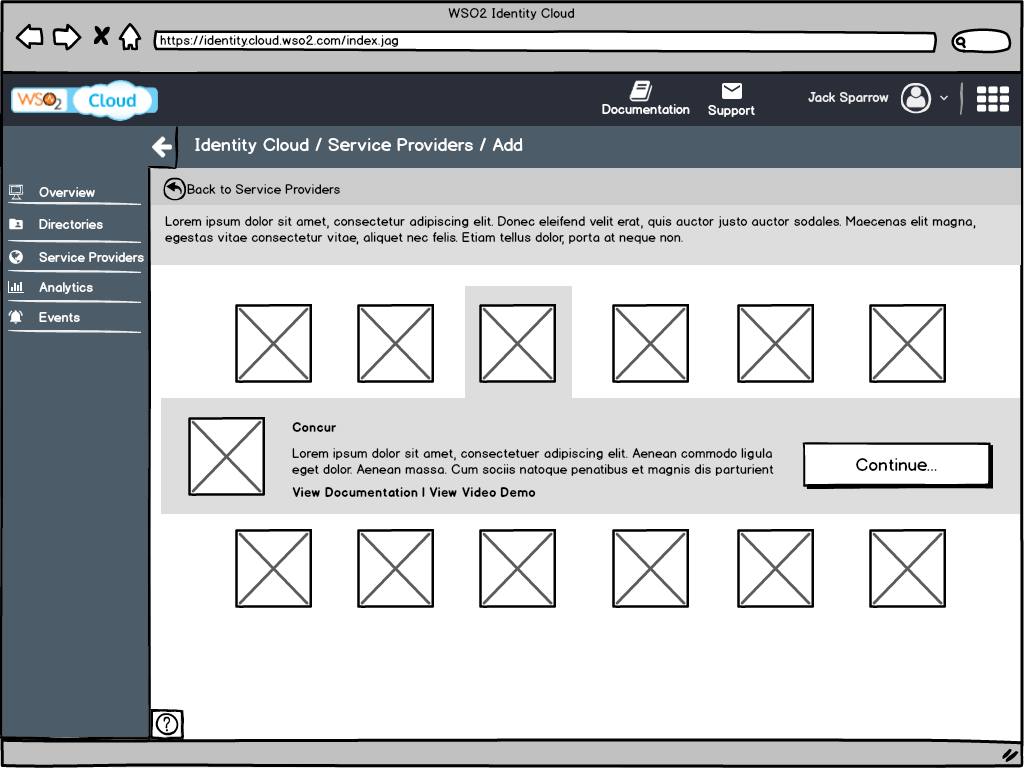 WSO2 Identity Cloud
https://identity.cloud.wso2.com/index.jag
WSO2 Cloud
Documentation
Support
Jack Sparrow
Identity Cloud / Service Providers / Add
Overview
Directories
Service Providers
Analytics
Events
Back to Service Providers
Lorem ipsum dolor sit amet, consectetur adipiscing elit. Donec eleifend velit erat, quis auctor justo auctor sodales. Maecenas elit magna,
egestas vitae consectetur vitae, aliquet nec felis. Etiam tellus dolor, porta at neque non.
Concur
Lorem ipsum dolor sit amet, consectetuer adipiscing elit. Aenean commodo ligula
eget dolor. Aenean massa. Cum sociis natoque penatibus et magnis dis parturient
View Documentation | View Video Demo
Continue...
?